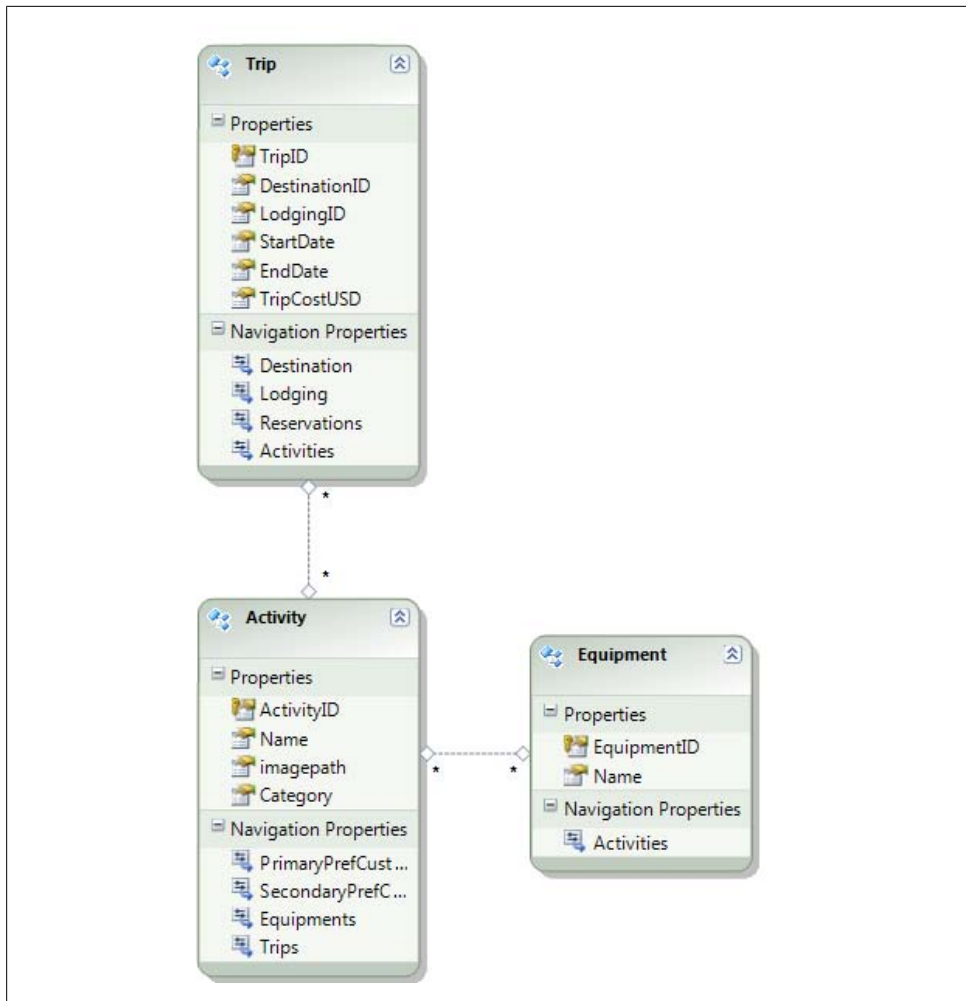 Trip
Properties
TripID
DestinationID
LodgingID
StartDate
EndDate
TripCostUSD
Navigation Properties
Destination
Lodging
Reservations
Activities
*
*
Activity
Properties
ActivityID
Name
imagepath
Category
Navigation Properties
PrimaryPrefCust...
SecondaryPrefC...
Equipments
Trips
* *
Equipment
Properties
EquipmentID
Name
Navigation Properties
Activities